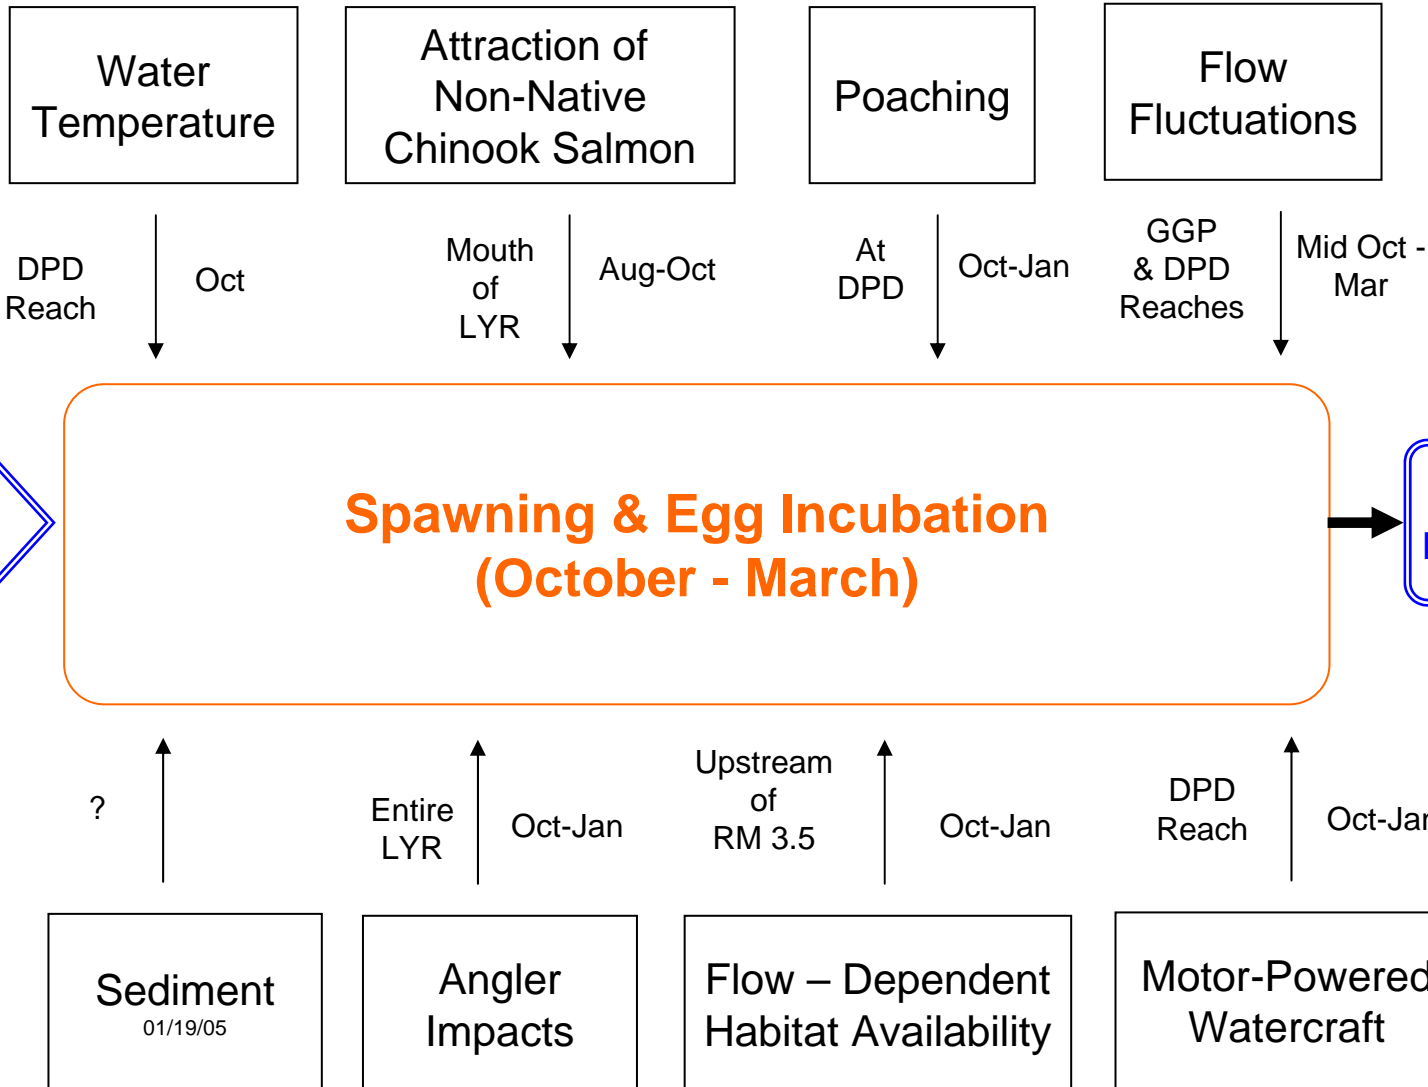 Water
Temperature
Attraction of
Non-Native
Chinook Salmon
Poaching
Flow
Fluctuations
DPD
Reach
Oct
Mouth
of
LYR
Aug-Oct
At
DPD
Oct-Jan
GGP
& DPD
Reaches
Mid Oct -
Mar
Spawning & Egg Incubation
(October - March)
?
Entire
LYR
Oct-Jan
Upstream
of
RM 3.5
Oct-Jan
DPD
Reach
Oct-Jan
Sediment
01/19/05
Angler
Impacts
Flow – Dependent
Habitat Availability
Motor-Powered
Watercraft